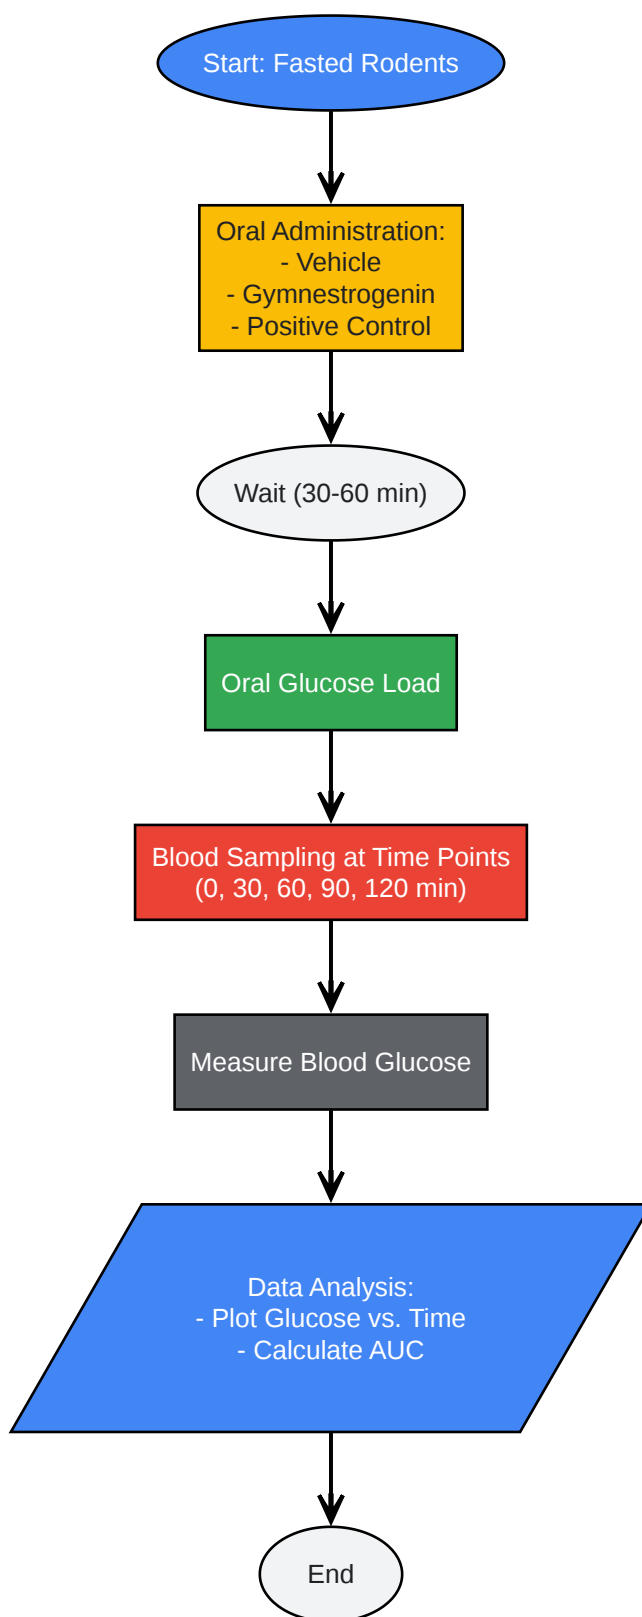 Start: Fasted Rodents
Oral Administration:
- Vehicle
- Gymnestrogenin
- Positive Control
Wait (30-60 min)
Oral Glucose Load
Blood Sampling at Time Points
(0, 30, 60, 90, 120 min)
Measure Blood Glucose
Data Analysis:
- Plot Glucose vs. Time
- Calculate AUC
End